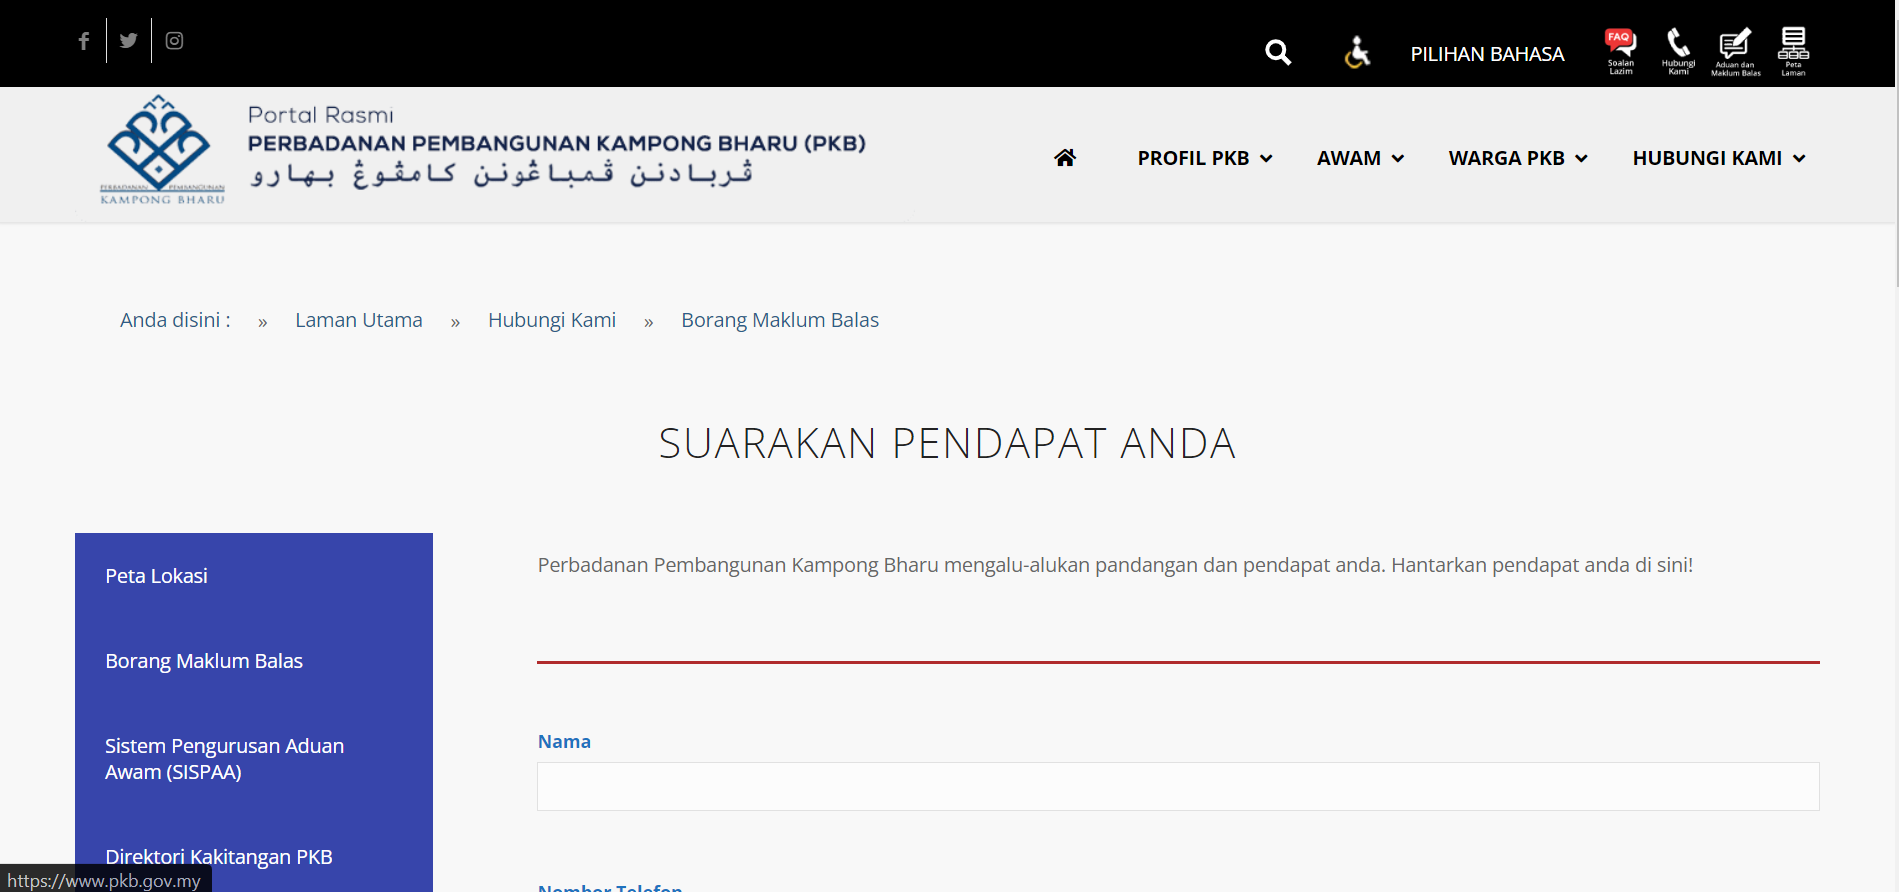 PILIHAN BAHASA
FAQ
Soalan
Lazim
Hubungi
Kami
Aduan dan
Maklum Balas
Peta
Laman
PERBADANAN PEMBANGUNAN
KAMPONG BHARU
Portal Rasmi
PERBADANAN PEMBANGUNAN KAMPONG BHARU (PKB)
ڤربادنن ڤمباڠونن كامڤوڠ بهارو
PROFIL PKB
AWAM
WARGA PKB
HUBUNGI KAMI
Anda disini : » Laman Utama » Hubungi Kami » Borang Maklum Balas
SUARAKAN PENDAPAT ANDA
Peta Lokasi
Borang Maklum Balas
Sistem Pengurusan Aduan
Awam (SISPAA)
Direktori Kakitangan PKB
Perbadanan Pembangunan Kampong Bharu mengalu-alukan pandangan dan pendapat anda. Hantarkan pendapat anda di sini!
Nama
Nombor Telefon
https://www.pkb.gov.my